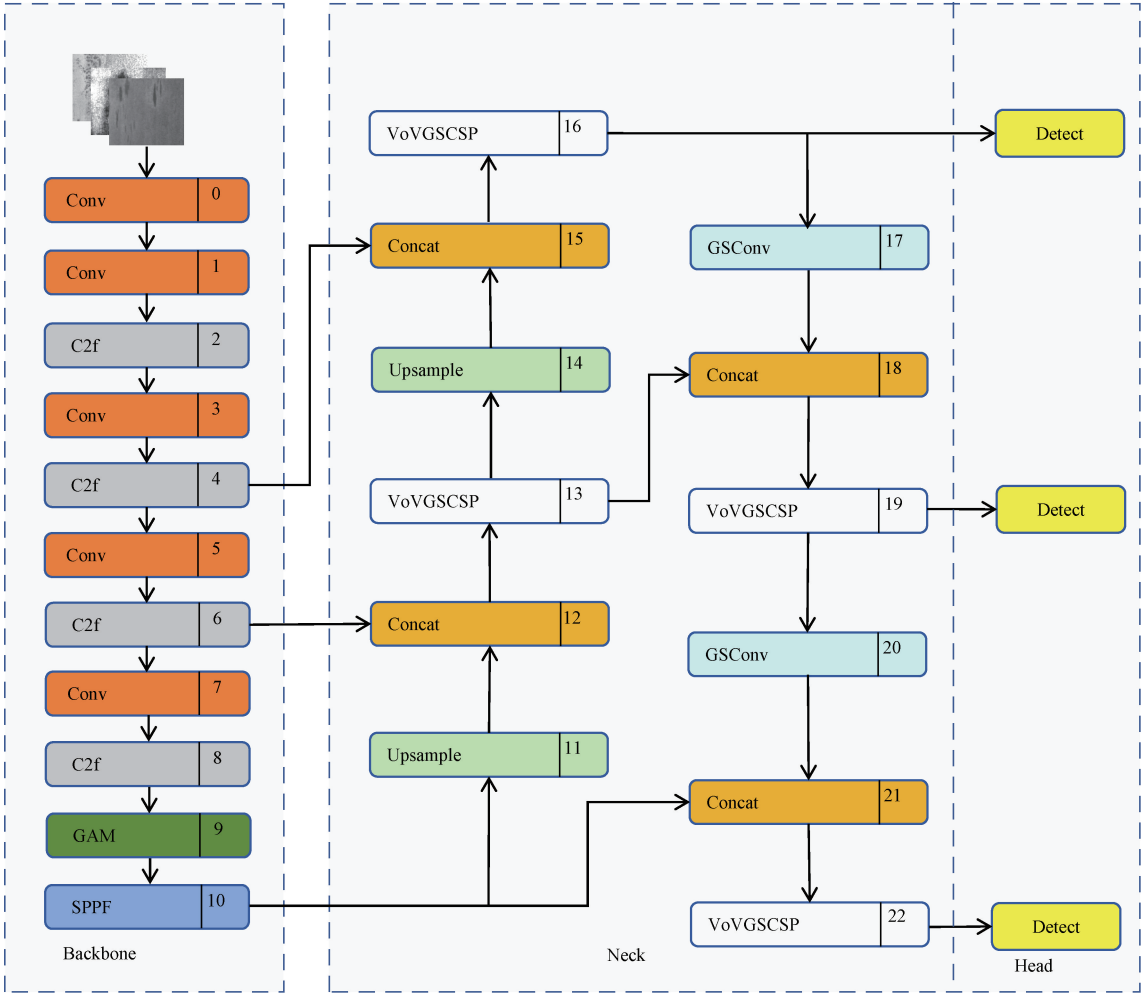 Conv 0
Conv 1
C2f 2
Conv 3
C2f 4
Conv 5
C2f 6
Conv 7
C2f 8
GAM 9
SPPF 10
Backbone
VoVGSCSP 16
Concat 15
Upsample 14
VoVGSCSP 13
Concat 12
Upsample 11
GSConv 17
Concat 18
VoVGSCSP 19
GSConv 20
Concat 21
VoVGSCSP 22
Neck
Detect
Detect
Detect
Head